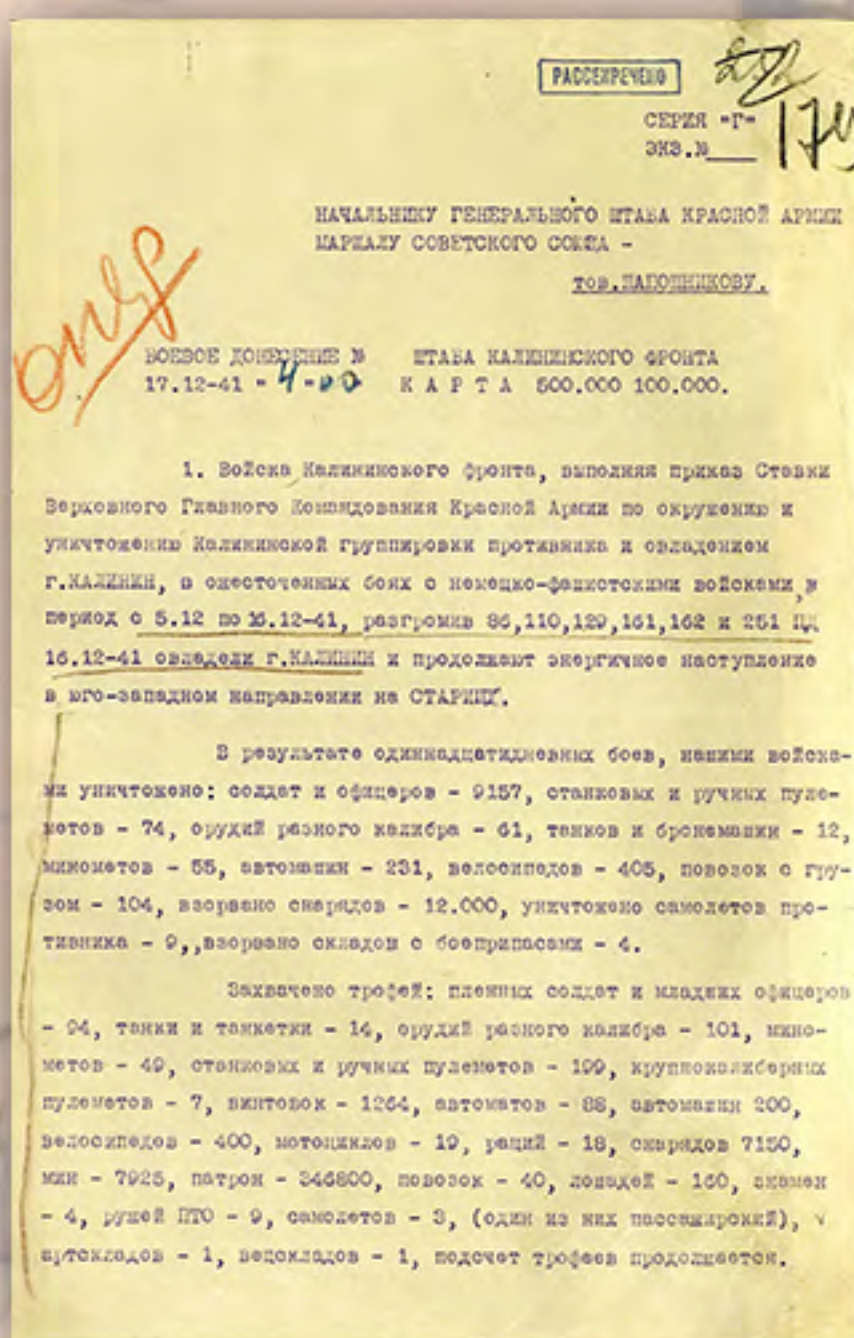 РАССЕКРЕЧЕНО
СЕРИЯ "Г"
ЭКЗ.№
174
НАЧАЛЬНИКУ ГЕНЕРАЛЬНОГО ШТАБА КРАСНОЙ АРМИИ
МАРШАЛУ СОВЕТСКОГО СОЮЗА -
тов.ШАПОШНИКОВУ.
БОЕВОЕ ДОНЕСЕНИЕ № ШТАБА КАЛИНИНСКОГО ФРОНТА
17.12-41 - 4-00 К А Р Т А 500.000 100.000.
1. Войска Калининского фронта, выполняя приказ Ставки
Верховного Главного Командования Красной Армии по окружению и
уничтожению Калининской группировки противника и овладением
г.КАЛИНИН, в ожесточенных боях с немецко-фашистскими войсками, в
период с 5.12 по 16.12-41, разгромив 86,110,129,161,162 и 251 ПД
16.12-41 овладели г.КАЛИНИН и продолжают энергичное наступление
в юго-западном направлении на СТАРИЦУ.
В результате одиннадцатидневных боев, нашими войска-
ми уничтожено: солдат и офицеров - 9157, станковых и ручных пуле-
метов - 74, орудий разного калибра - 61, танков и бронемашин - 12,
минометов - 55, автомашин - 231, велосипедов - 405, повозок с гру-
зом - 104, взорвано снарядов - 12.000, уничтожено самолетов про-
тивника - 9,,взорвано складов с боеприпасами - 4.
Захвачено трофей: пленных солдат и младших офицеров
- 94, танки и танкетки - 14, орудий разного калибра - 101, мино-
метов - 49, станковых и ручных пулеметов - 199, крупнокалиберных
пулеметов - 7, винтовок - 1264, автоматов - 88, автомашин 200,
велосипедов - 400, мотоциклов - 19, раций - 18, снарядов 7150,
мин - 7925, патрон - 346800, повозок - 40, лошадей - 160, знамен
- 4, ружей ПТО - 9, самолетов - 3, (один из них пассажирский),
артскладов - 1, вещскладов - 1, подсчет трофеев продолжается.